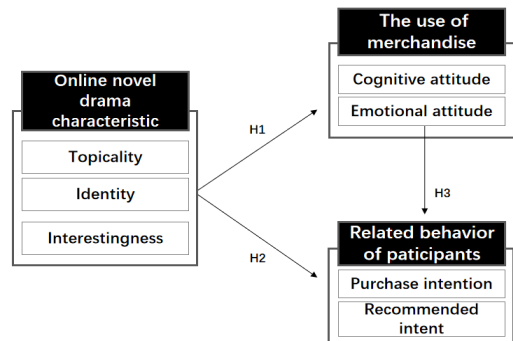 The use of
merchandise
Cognitive attitude
Emotional attitude
Online novel
drama
characteristic
Topicality
Identity
Interestingness
H1
H2
H3
Related behavior
of paticipants
Purchase intention
Recommended
intent